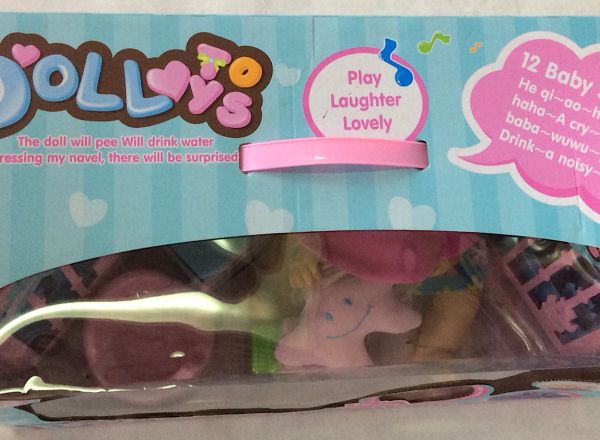 DOLL TOYS
The doll will pee Will drink water
ressing my navel, there will be surprised
Play
Laughter
Lovely
12 Baby
He qi~ao~h
haha~A cry~
baba~wuwu~
Drink~a noisy~